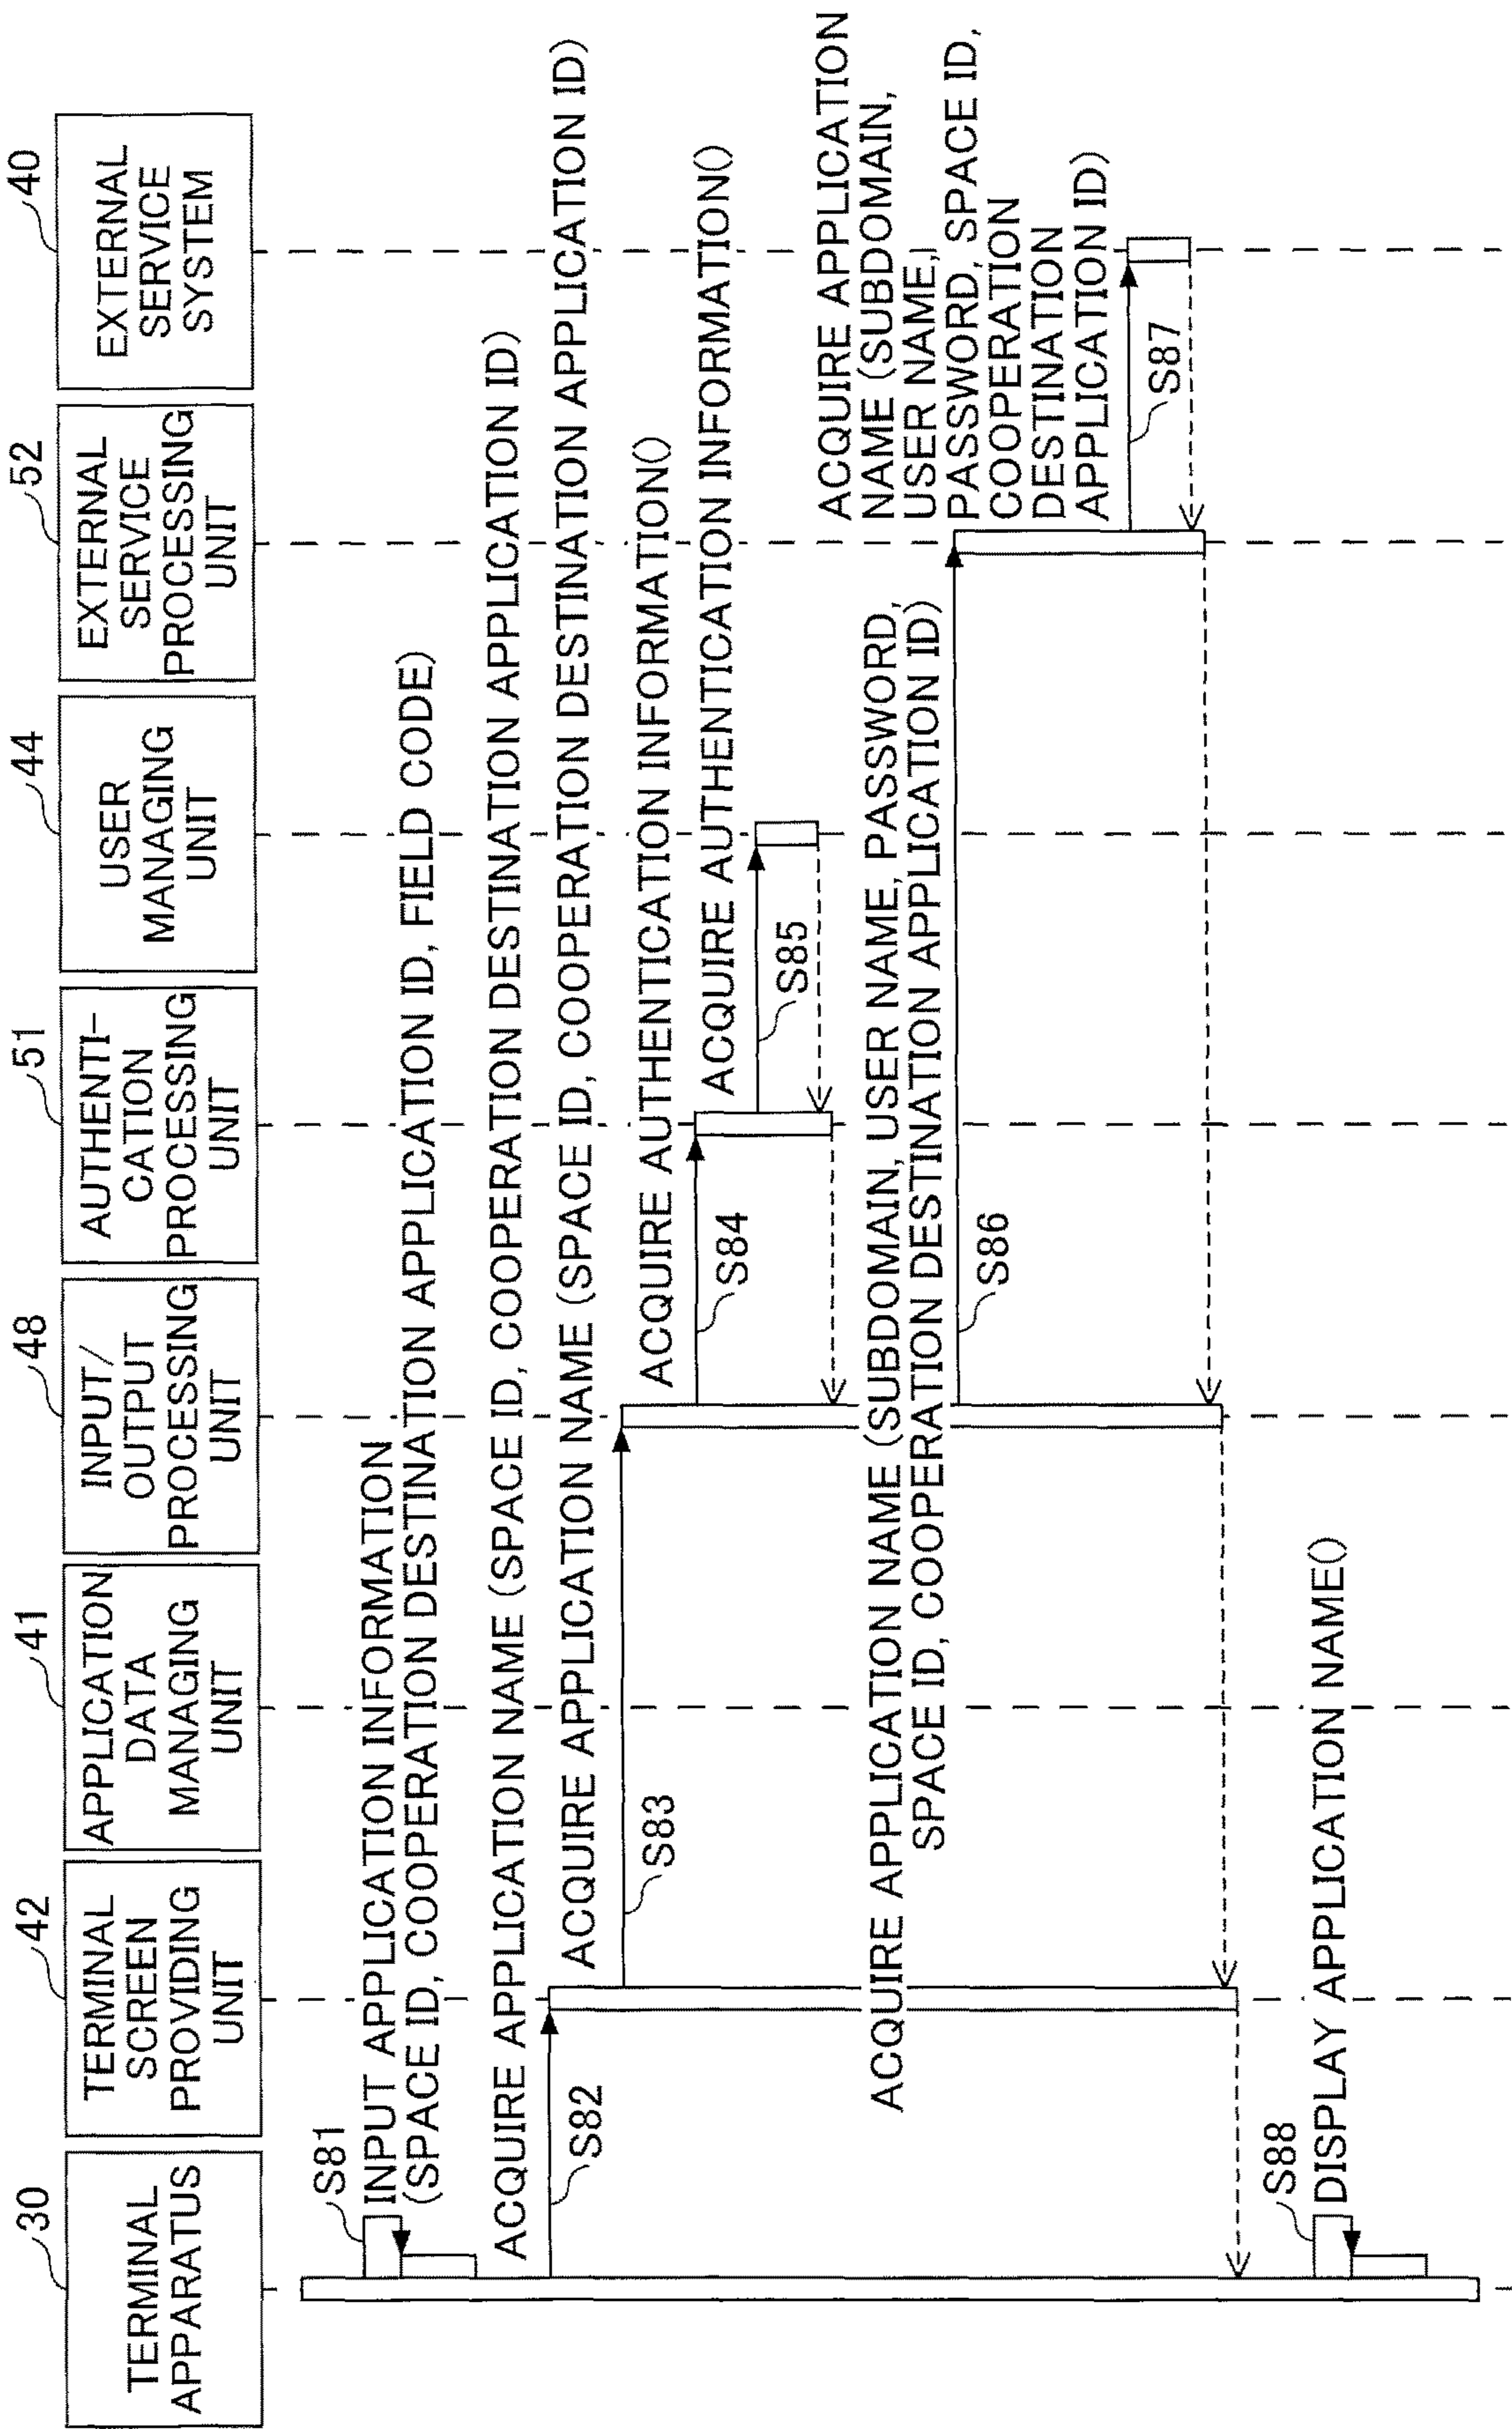 30
TERMINAL
APPARATUS
42
TERMINAL
SCREEN
PROVIDING
UNIT
41
APPLICATION
DATA
MANAGING
UNIT
48
INPUT/
OUTPUT
PROCESSING
UNIT
51
AUTHENTI-
CATION
PROCESSING
UNIT
44
USER
MANAGING
UNIT
52
EXTERNAL
SERVICE
PROCESSING
UNIT
40
EXTERNAL
SERVICE
SYSTEM
S81
INPUT APPLICATION INFORMATION
(SPACE ID, COOPERATION DESTINATION APPLICATION ID, FIELD CODE)
ACQUIRE APPLICATION NAME (SPACE ID, COOPERATION DESTINATION APPLICATION ID)
S82
ACQUIRE APPLICATION NAME (SPACE ID, COOPERATION DESTINATION APPLICATION ID)
S83
ACQUIRE AUTHENTICATION INFORMATION()
S84
ACQUIRE AUTHENTICATION INFORMATION()
S85
ACQUIRE APPLICATION NAME (SUBDOMAIN, USER NAME, PASSWORD,
SPACE ID, COOPERATION DESTINATION APPLICATION ID)
S86
ACQUIRE APPLICATION
NAME (SUBDOMAIN,
USER NAME,
PASSWORD, SPACE ID,
COOPERATION
DESTINATION
APPLICATION ID)
S87
S88
DISPLAY APPLICATION NAME()